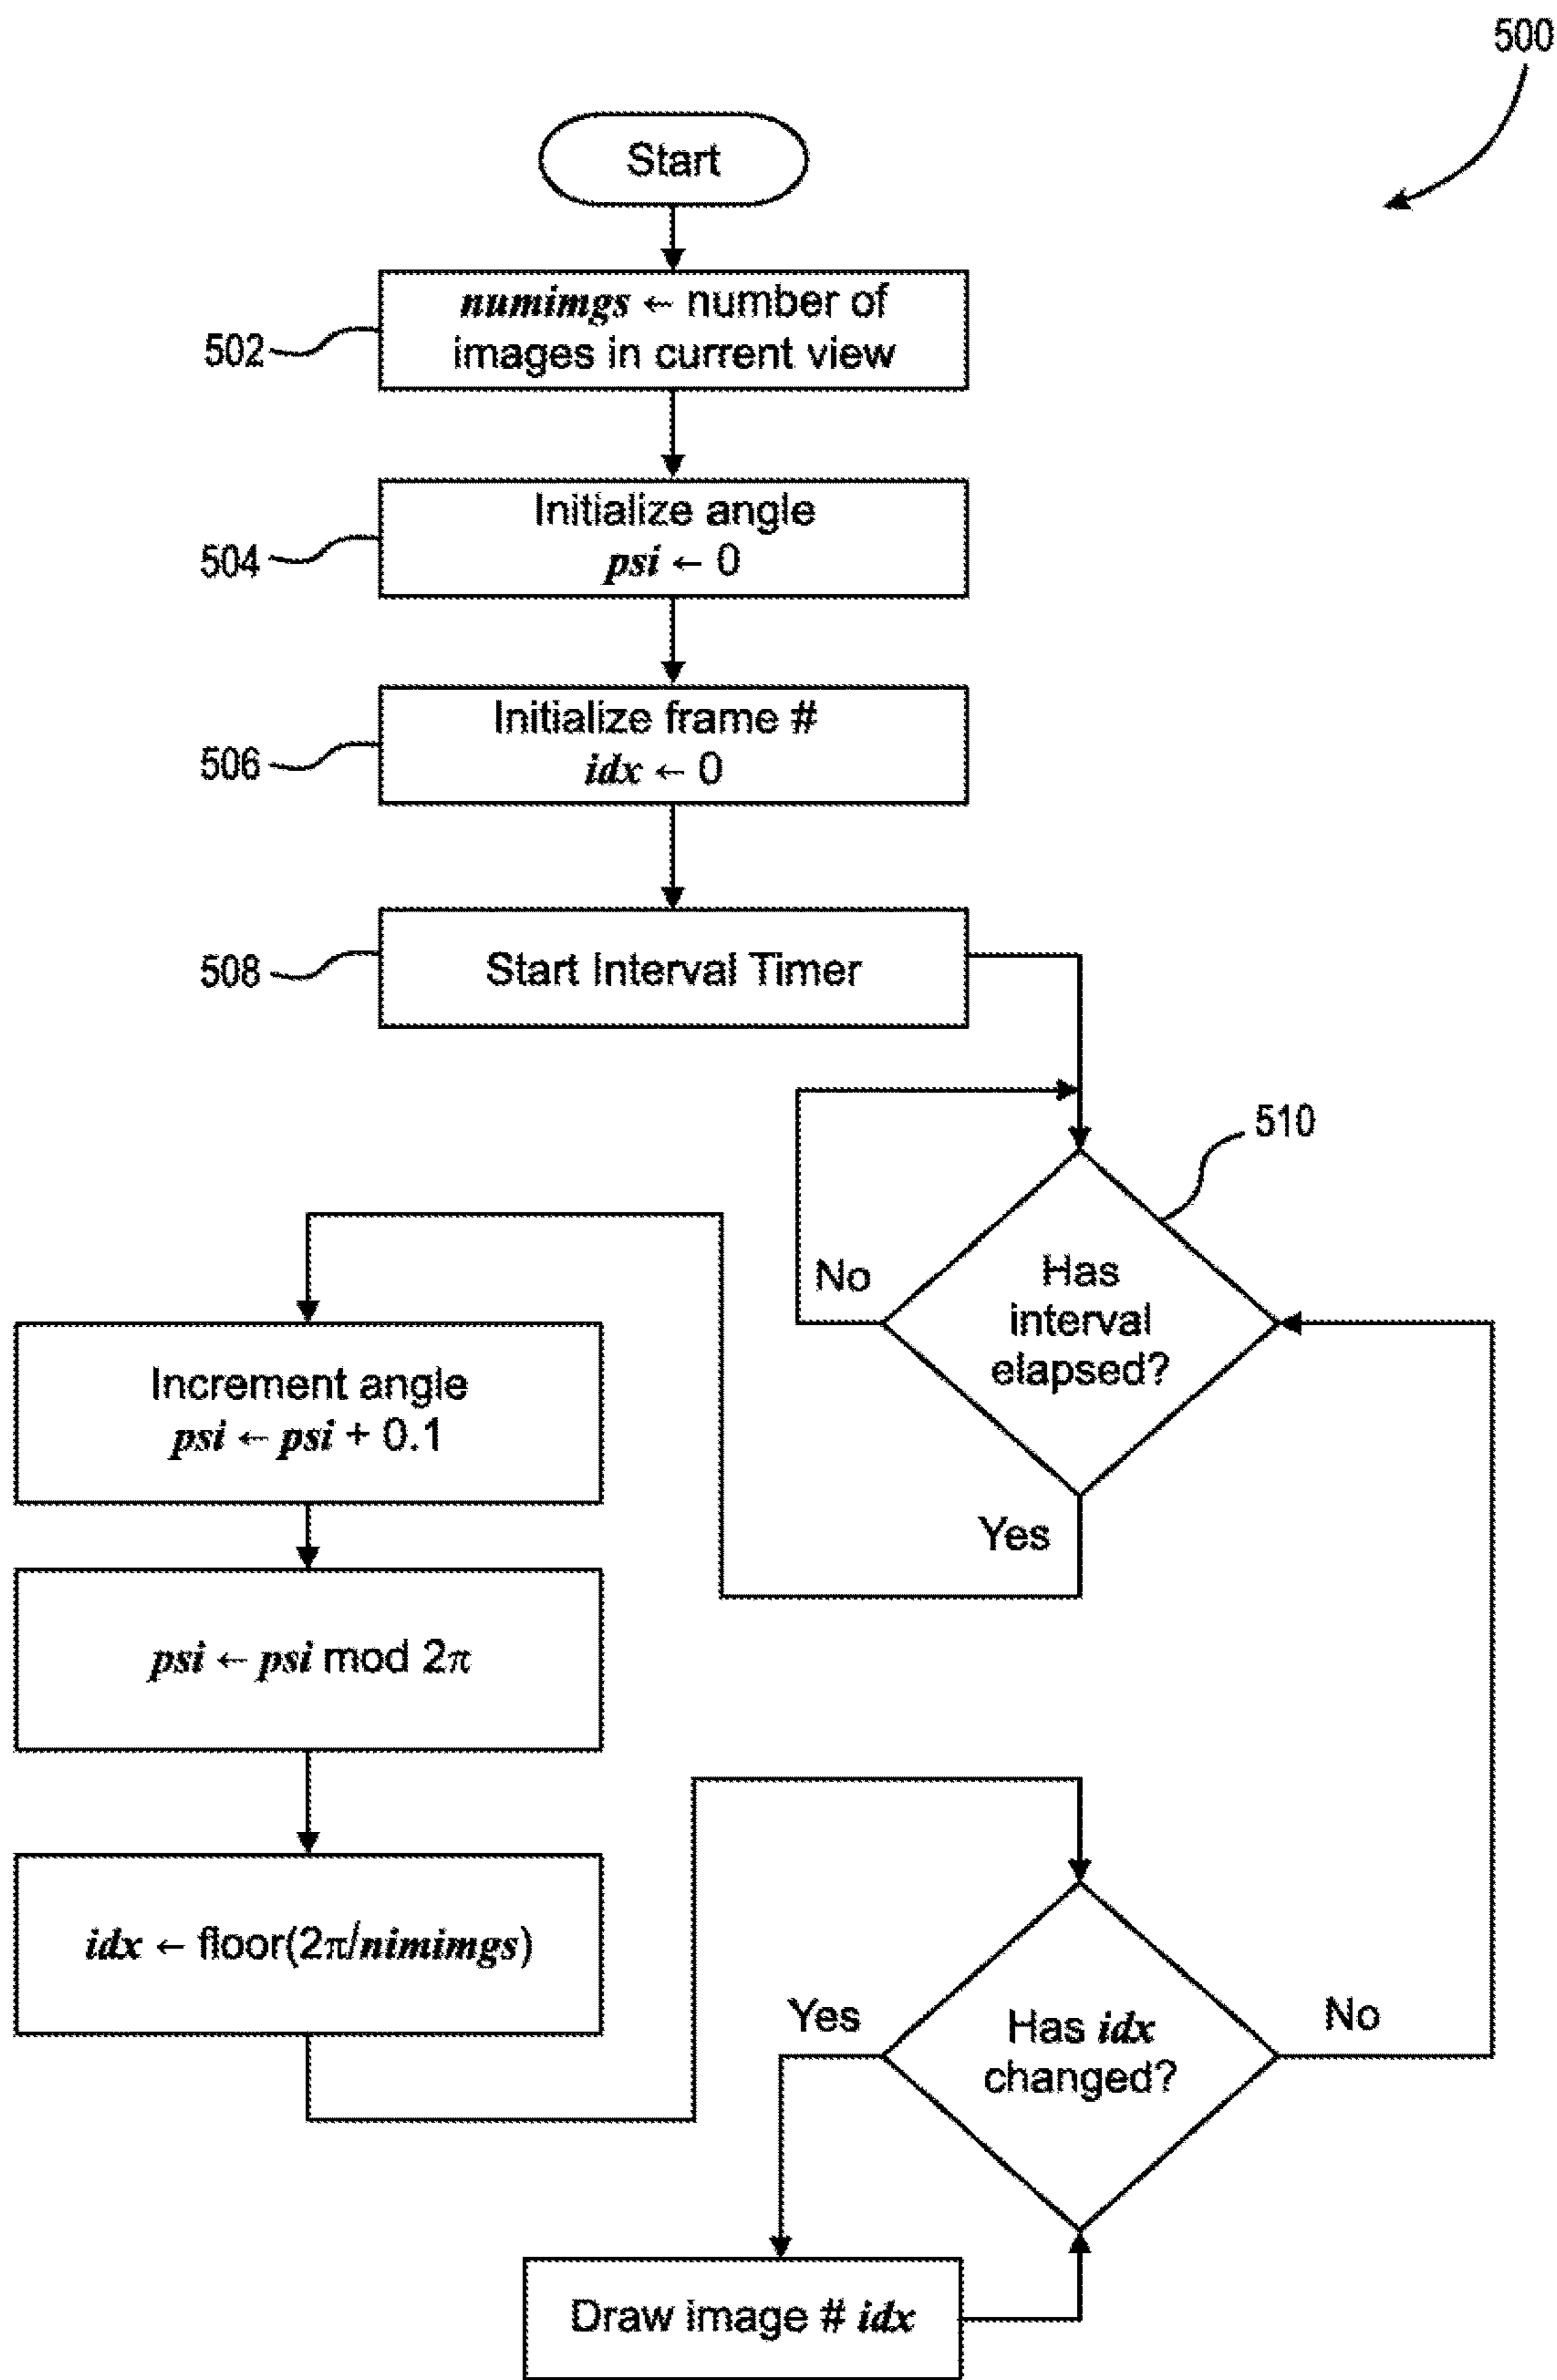 500
Start
numimgs ← number of
images in current view
502
Initialize angle
psi ← 0
504
Initialize frame #
idx ← 0
506
Start Interval Timer
508
510
Has
interval
elapsed?
No
Yes
Increment angle
psi ← psi + 0.1
psi ← psi mod 2π
idx ← floor(2π/nimimgs)
Has idx
changed?
Yes
No
Draw image # idx